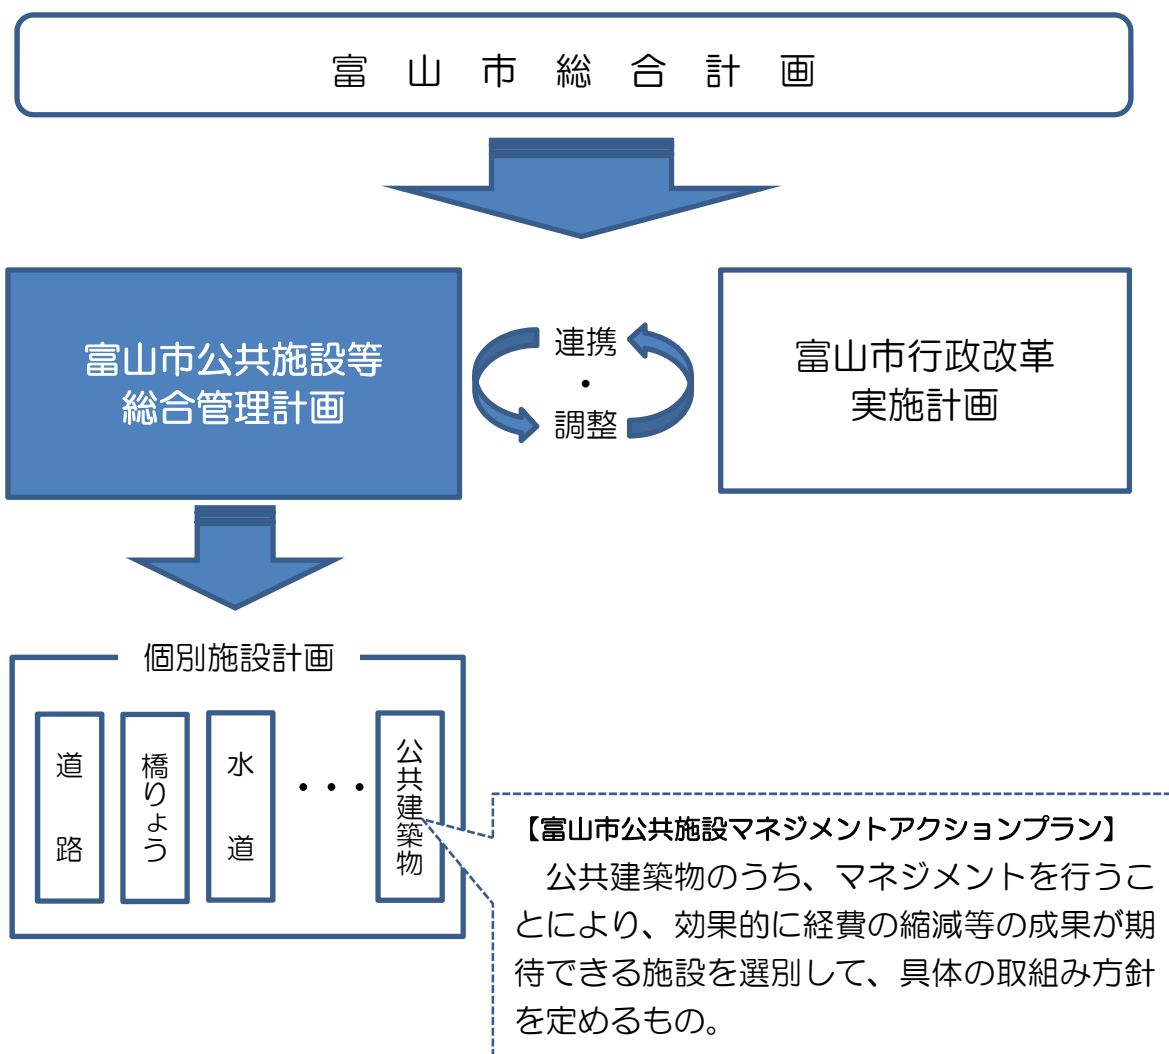 富山市総合計画
富山市公共施設等
総合管理計画
連携
・
調整
富山市行政改革
実施計画
個別施設計画
道路
橋りょう
水道
・・・
公共建築物
【富山市公共施設マネジメントアクションプラン】
公共建築物のうち、マネジメントを行うこ
とにより、効果的に経費の縮減等の成果が期
待できる施設を選別して、具体の取組み方針
を定めるもの。